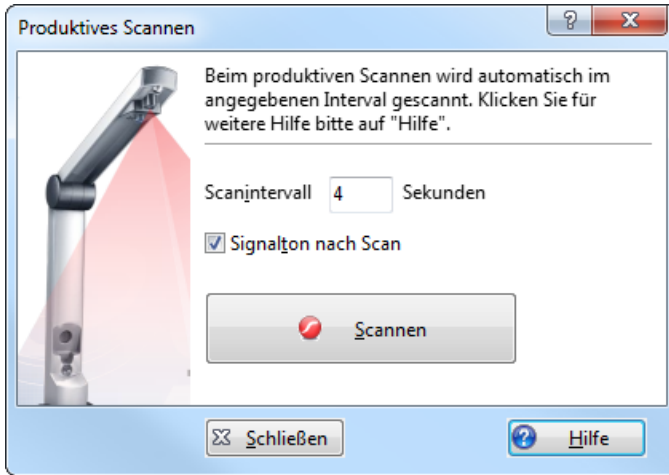 Produktives Scannen
Beim produktiven Scannen wird automatisch im
angegebenen Interval gescannt. Klicken Sie für
weitere Hilfe bitte auf "Hilfe".
Scanintervall 4 Sekunden
Signalton nach Scan
Scannen
Schließen Hilfe